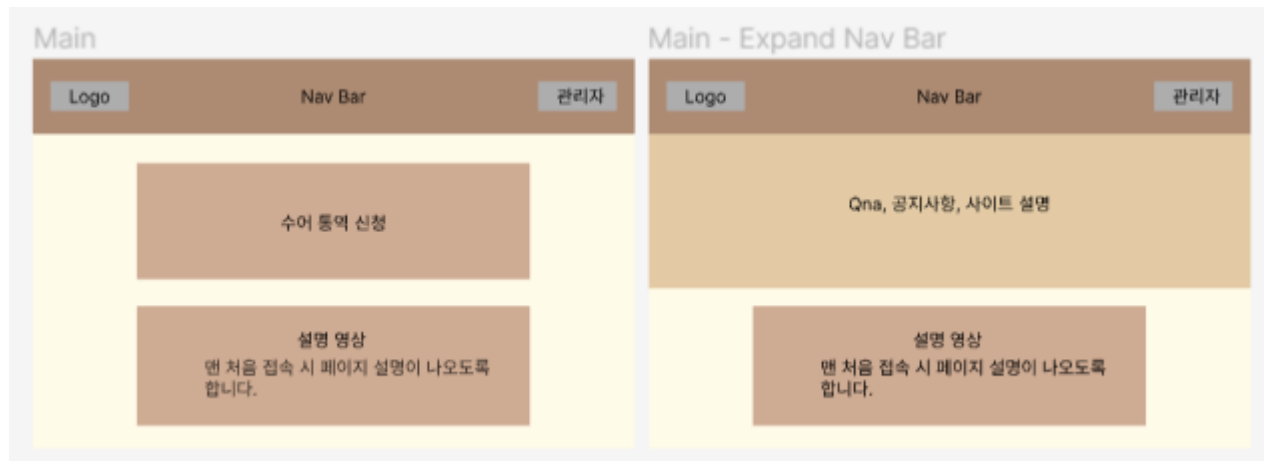 Main
Logo
Nav Bar
관리자
수어 통역 신청
설명 영상
맨 처음 접속 시 페이지 설명이 나오도록
합니다.
Main - Expand Nav Bar
Logo
Nav Bar
관리자
Qna, 공지사항, 사이트 설명
설명 영상
맨 처음 접속 시 페이지 설명이 나오도록
합니다.